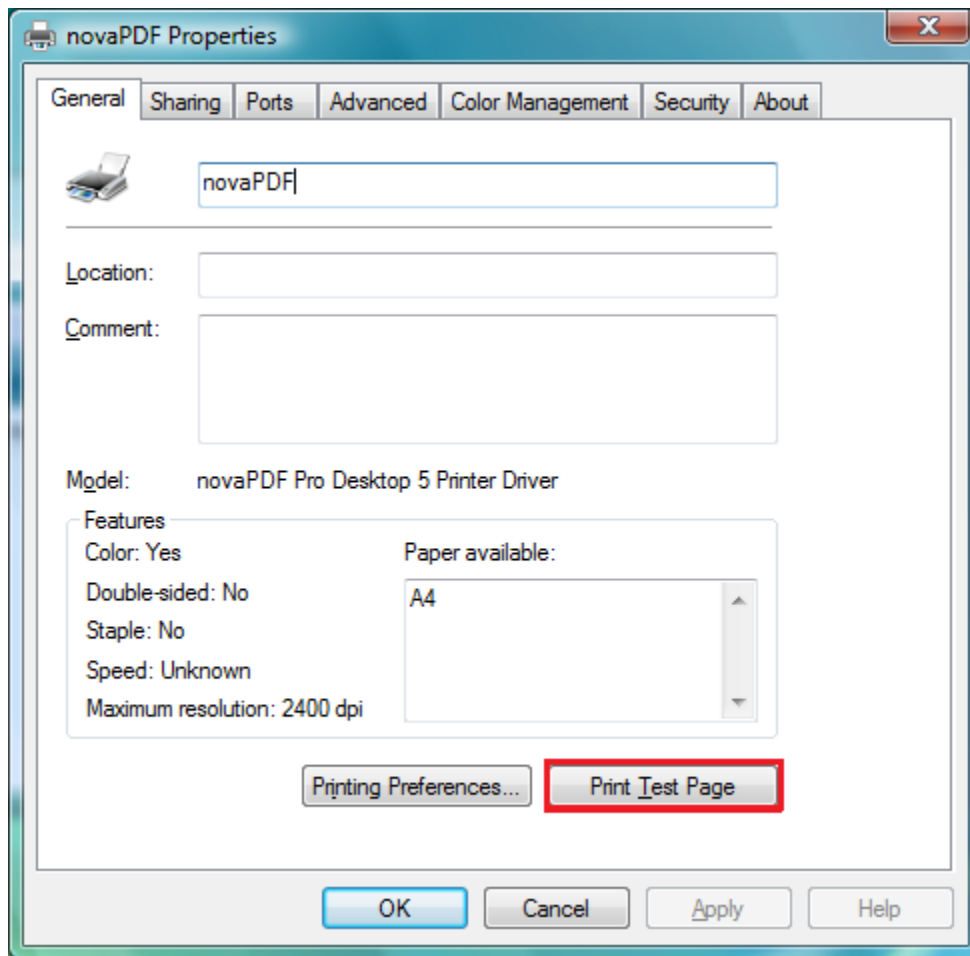 novaPDF Properties
General Sharing Ports Advanced Color Management Security About
novaPDF
Location:
Comment:
Model: novaPDF Pro Desktop 5 Printer Driver
Features
Color: Yes Paper available:
Double-sided: No A4
Staple: No
Speed: Unknown
Maximum resolution: 2400 dpi
Printing Preferences... Print Test Page
OK Cancel Apply Help